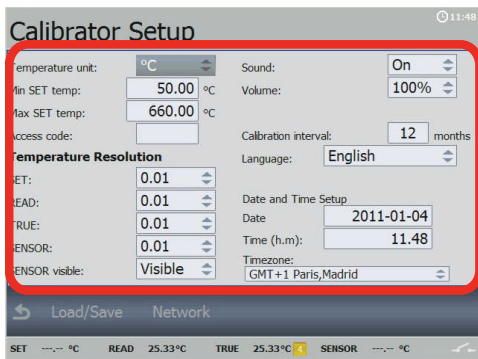 11:48
Calibrator Setup
Temperature unit: °C
Min SET temp: 50.00 °C
Max SET temp: 660.00 °C
Access code:
Temperature Resolution
SET: 0.01
READ: 0.01
TRUE: 0.01
SENSOR: 0.01
SENSOR visible: Visible
Sound: On
Volume: 100%
Calibration interval: 12 months
Language: English
Date and Time Setup
Date 2011-01-04
Time (h.m): 11.48
Timezone:
GMT+1 Paris,Madrid
Load/Save Network
SET ---.-- °C READ 25.33°C TRUE 25.33°C 4 SENSOR ---.-- °C